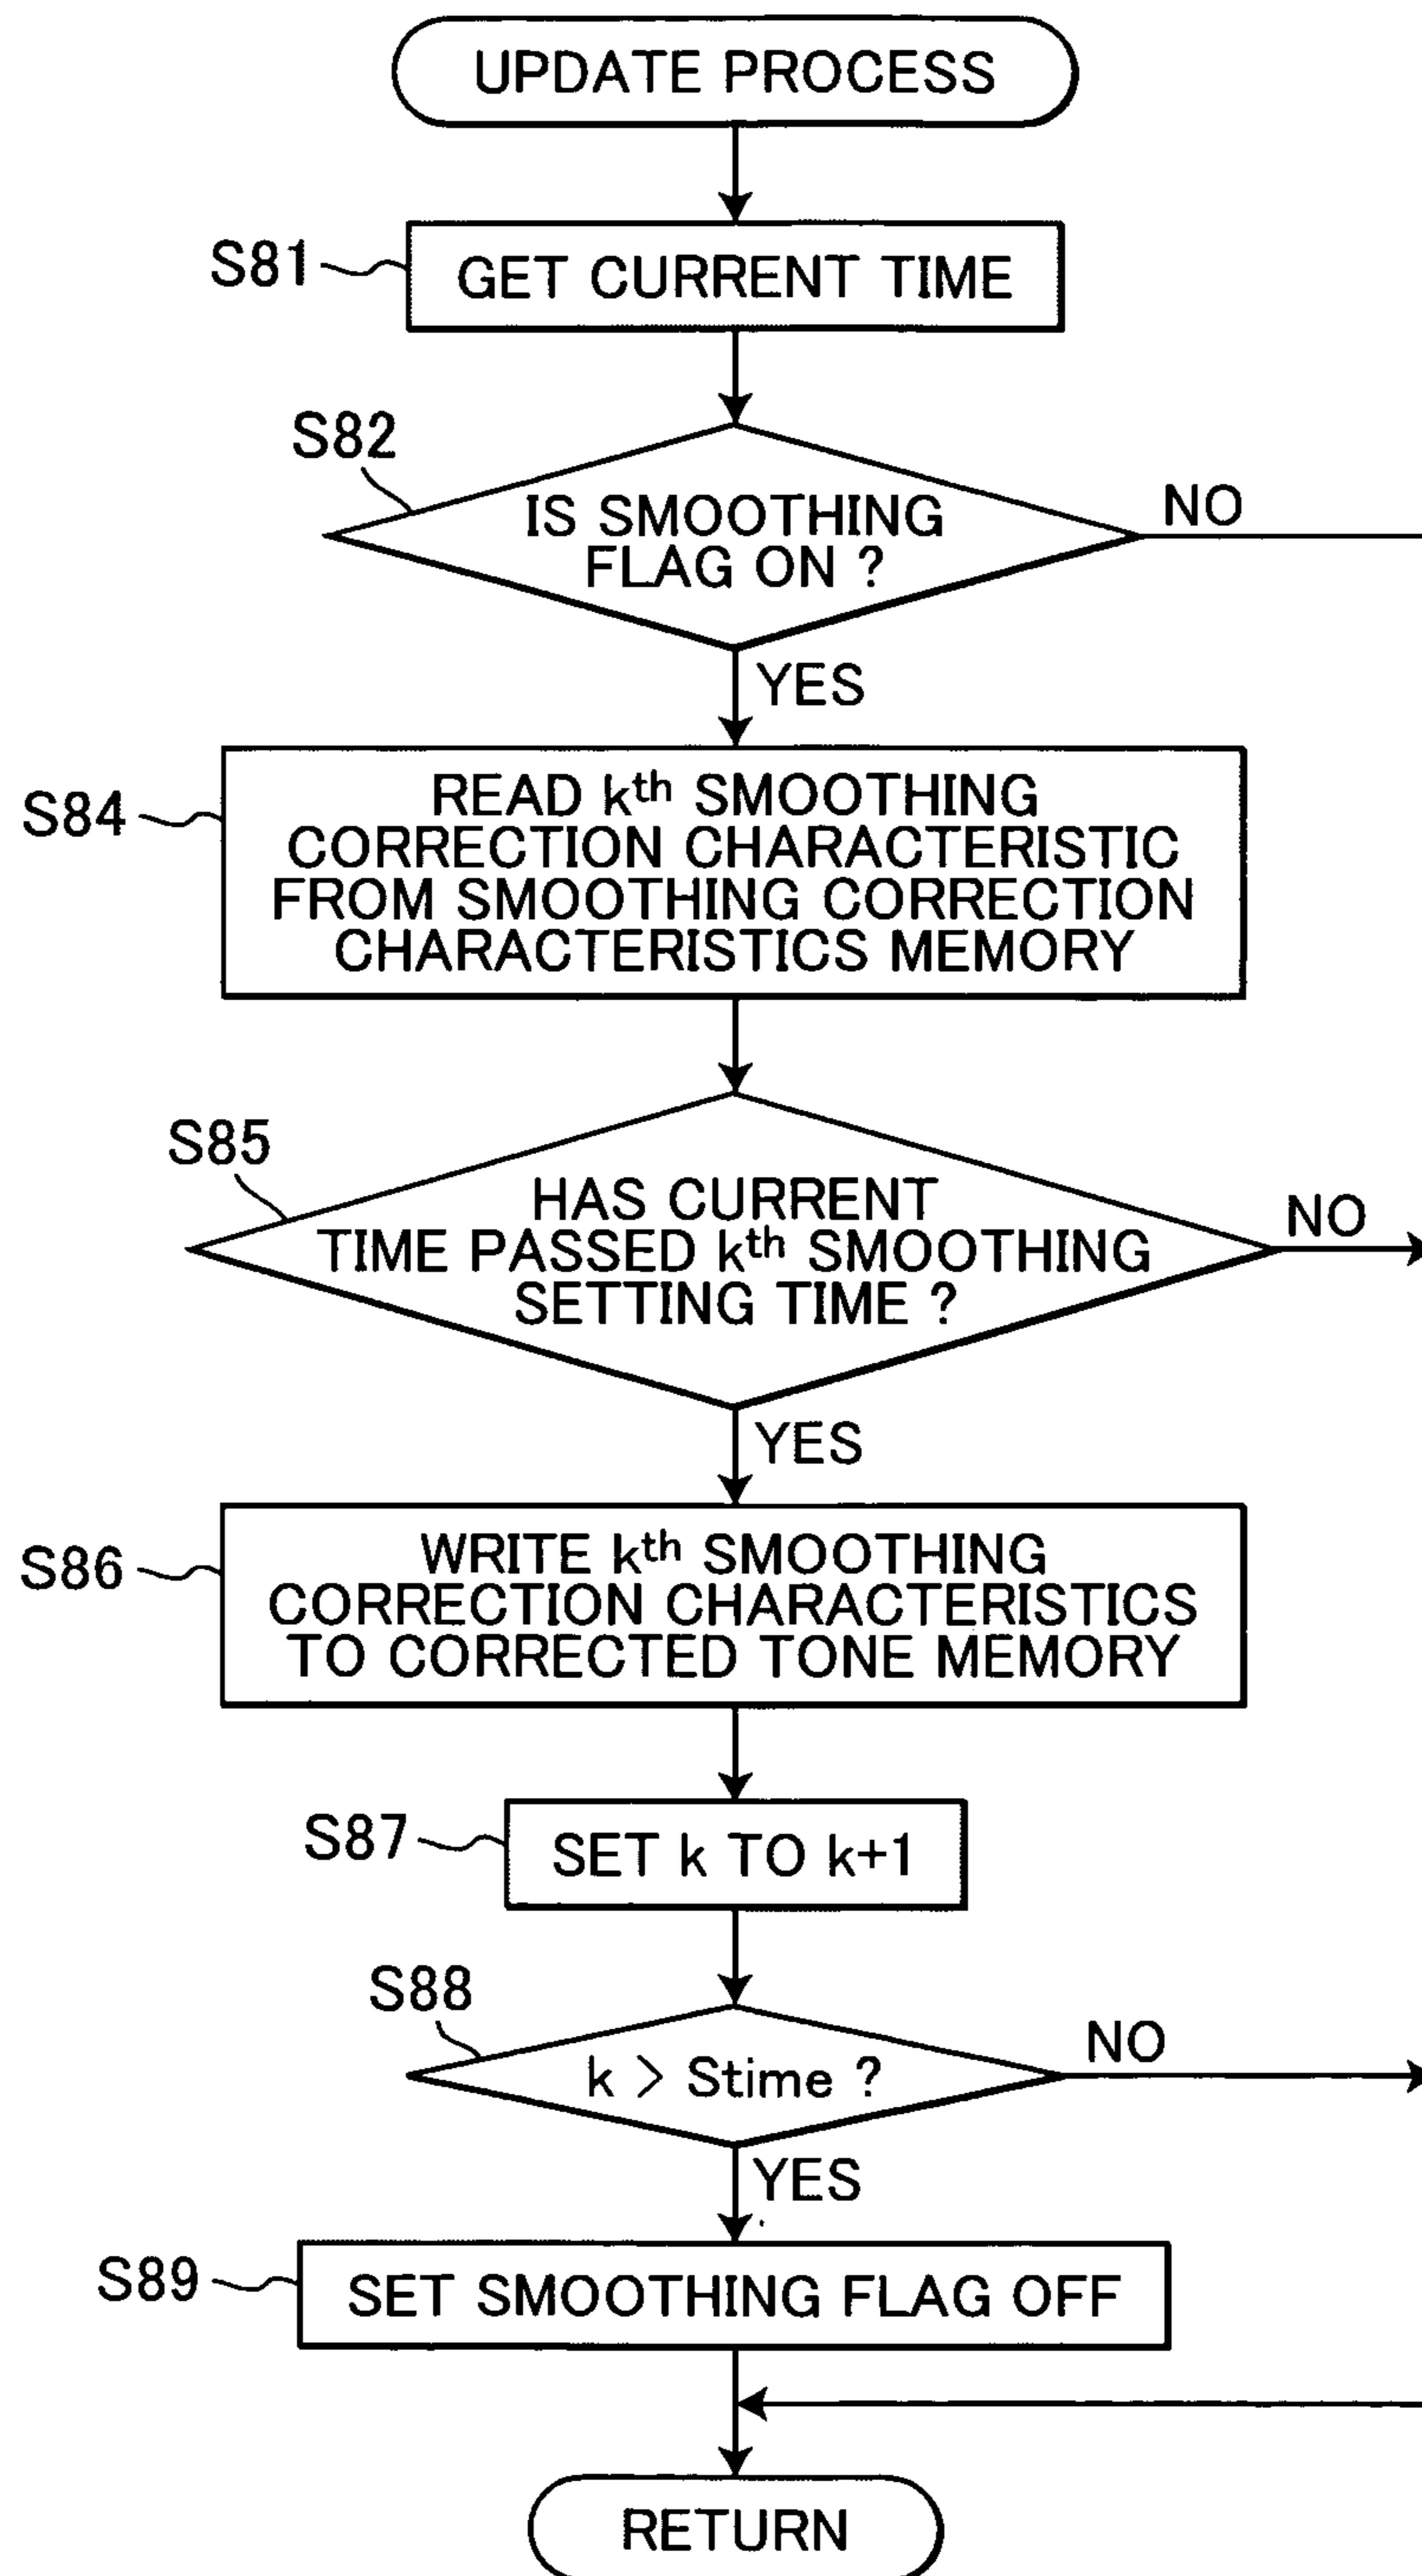 UPDATE PROCESS
S81
GET CURRENT TIME
S82
IS SMOOTHING
FLAG ON ?
NO
YES
S84
READ kth SMOOTHING
CORRECTION CHARACTERISTIC
FROM SMOOTHING CORRECTION
CHARACTERISTICS MEMORY
S85
HAS CURRENT
TIME PASSED kth SMOOTHING
SETTING TIME ?
NO
YES
S86
WRITE kth SMOOTHING
CORRECTION CHARACTERISTICS
TO CORRECTED TONE MEMORY
S87
SET k TO k+1
S88
k > Stime ?
NO
YES
S89
SET SMOOTHING FLAG OFF
RETURN